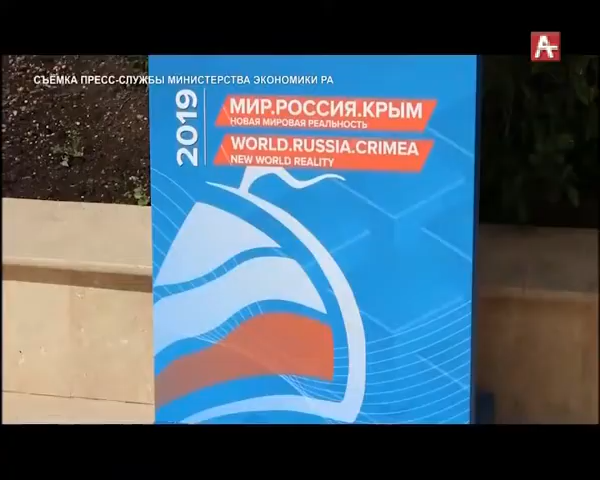 СЪЕМКА ПРЕСС-СЛУЖБЫ МИНИСТЕРСТВА ЭКОНОМИКИ РА
2019
МИР.РОССИЯ.КРЫМ
НОВАЯ МИРОВАЯ РЕАЛЬНОСТЬ
WORLD.RUSSIA.CRIMEA
NEW WORLD REALITY